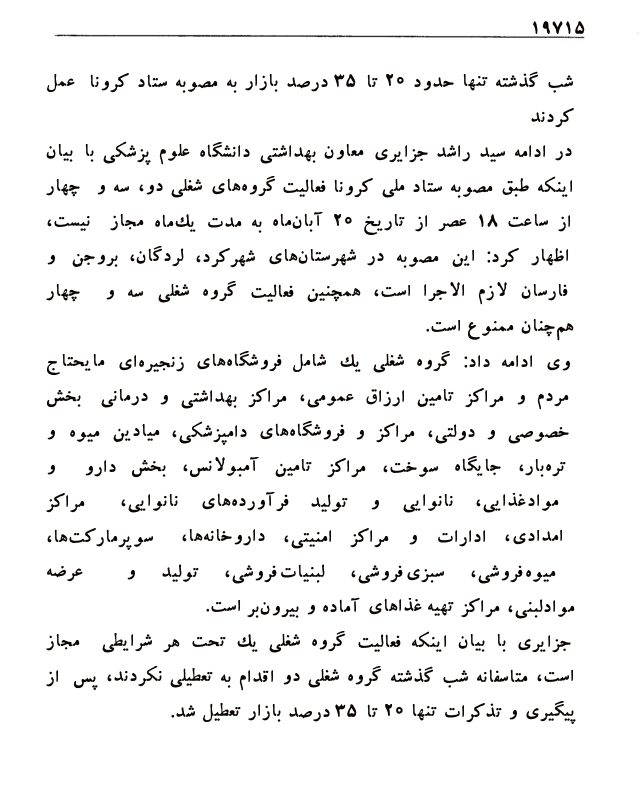 ۱۹۷۱۵
شب گذشته تنها حدود ۲۰ تا ۳۵ درصد بازار به مصوبه ستاد کرونا عمل
کردند
در ادامه سید راشد جزایری معاون بهداشتی دانشگاه علوم پزشکی با بیان
اینکه طبق مصوبه ستاد ملی کرونا فعالیت گروه‌های شغلی دو، سه و چهار
از ساعت ۱۸ عصر از تاریخ ۲۰ آبان‌ماه به مدت یك‌ماه مجاز نیست،
اظهار کرد: این مصوبه در شهرستان‌های شهرکرد، لردگان، بروجن و
فارسان لازم الاجرا است، همچنین فعالیت گروه شغلی سه و چهار
هم‌چنان ممنوع است.
وی ادامه داد: گروه شغلی یك شامل فروشگاه‌های زنجیره‌ای مایحتاج
مردم و مراکز تامین ارزاق عمومی، مراکز بهداشتی و درمانی بخش
خصوصی و دولتی، مراکز و فروشگاه‌های دامپزشکی، میادین میوه و
تره‌بار، جایگاه سوخت، مراکز تامین آمبولانس، بخش دارو و
موادغذایی، نانوایی و تولید فرآورده‌های نانوایی، مراکز
امدادی، ادارات و مراکز امنیتی، داروخانه‌ها، سوپرمارکت‌ها،
میوه‌فروشی، سبزی‌فروشی، لبنیات‌فروشی، تولید و عرضه
موادلبنی، مراکز تهیه غذاهای آماده و بیرون‌بر است.
جزایری با بیان اینکه فعالیت گروه شغلی یك تحت هر شرایطی مجاز
است، متاسفانه شب گذشته گروه شغلی دو اقدام به تعطیلی نکردند، پس از
پیگیری و تذکرات تنها ۲۰ تا ۳۵ درصد بازار تعطیل شد.